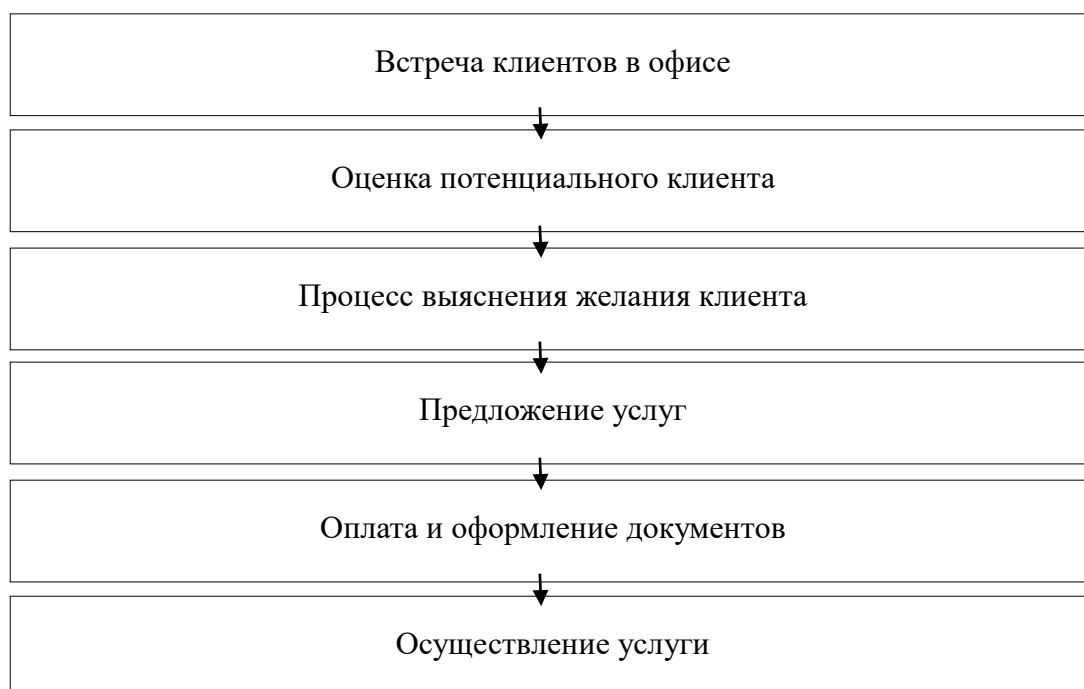 Встреча клиентов в офисе
Оценка потенциального клиента
Процесс выяснения желания клиента
Предложение услуг
Оплата и оформление документов
Осуществление услуги